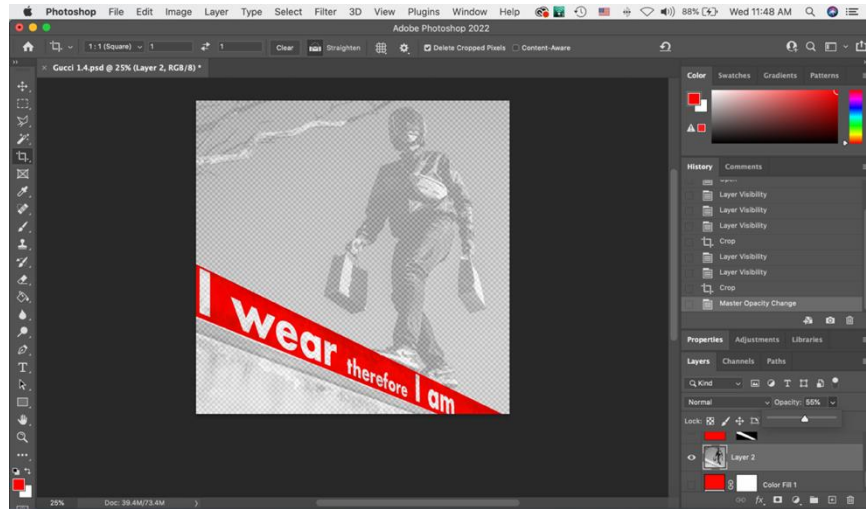 Photoshop File Edit Image Layer Type Select Filter 3D View Plugins Window Help 88% Wed 11:48 AM
Adobe Photoshop 2022
1:1 (Square) 1 1 Clear Straighten Delete Cropped Pixels Content-Aware
× Gucci 1.4.psd @ 25% (Layer 2, RGB/8) *
Color Swatches Gradients Patterns
History Comments
Layer Visibility
Layer Visibility
Layer Visibility
Crop
Layer Visibility
Layer Visibility
Crop
Master Opacity Change
I wear therefore I am
Properties Adjustments Libraries
Layers Channels Paths
Kind
Normal Opacity: 55%
Lock:
Layer 2
Color Fill 1
25% Doc: 39.4M/73.4M